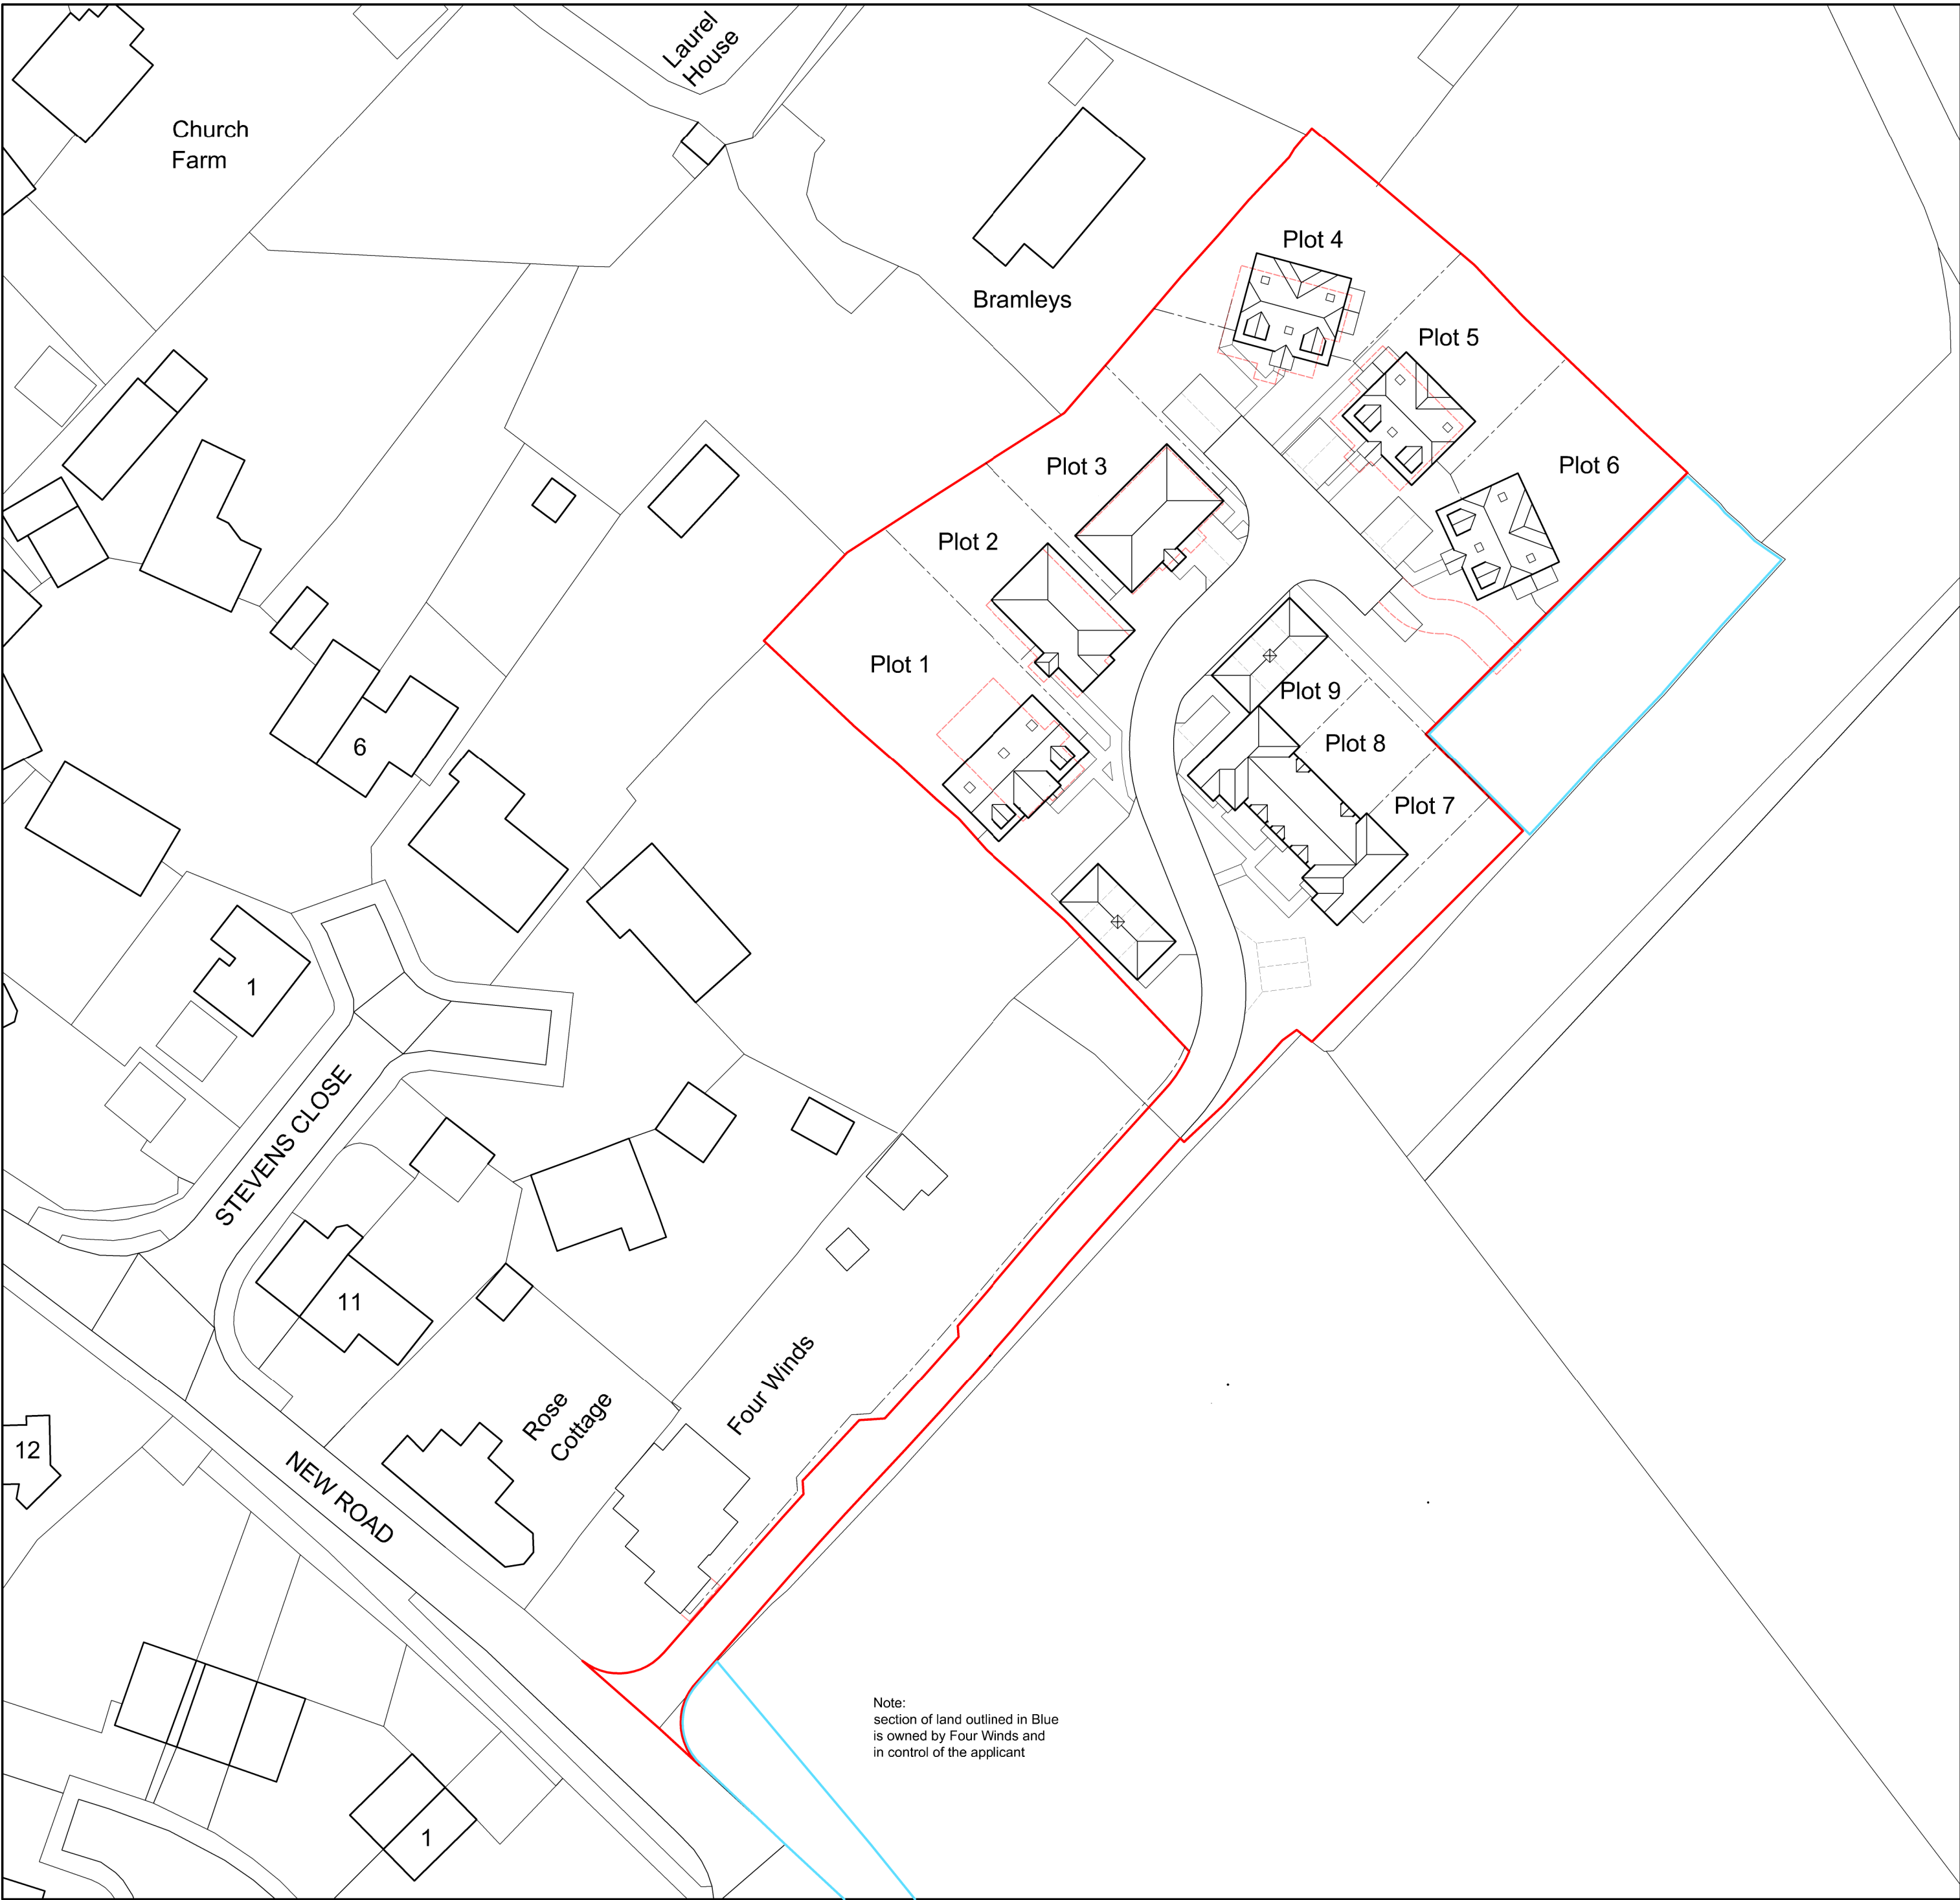 Laurel
House
Church
Farm
Bramleys
Plot 4
Plot 5
Plot 3
Plot 6
Plot 2
Plot 1
Plot 9
Plot 8
Plot 7
6
1
STEVENS CLOSE
11
Four Winds
Rose
Cottage
12
NEW ROAD
Note:
section of land outlined in Blue
is owned by Four Winds and
in control of the applicant
1